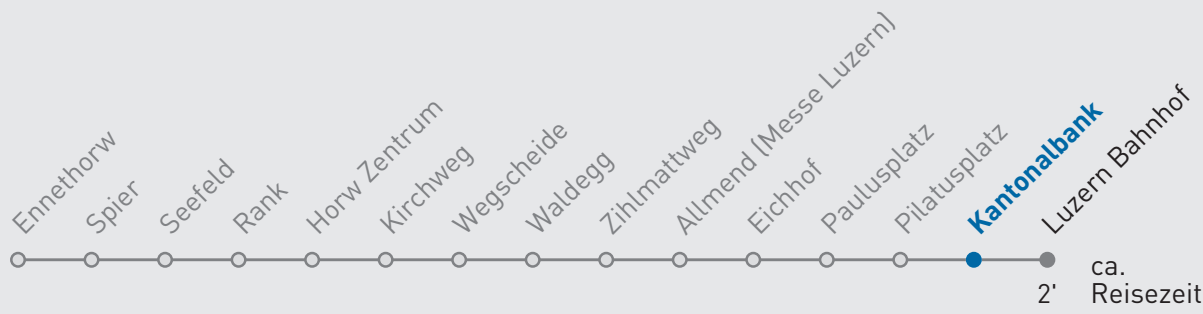 Ennethorw
Spier
Seefeld
Rank
Horw Zentrum
Kirchweg
Wegscheide
Waldegg
Zihlmattweg
Allmend (Messe Luzern)
Eichhof
Paulusplatz
Pilatusplatz
Kantonalbank
Luzern Bahnhof
ca.
2' Reisezeit